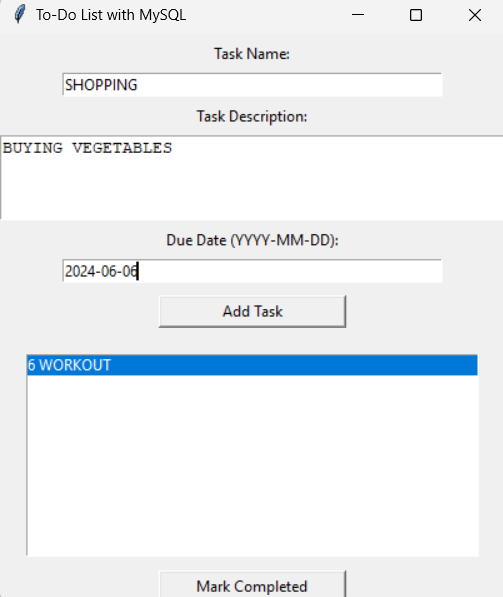 To-Do List with MySQL
Task Name:
SHOPPING
Task Description:
BUYING VEGETABLES
Due Date (YYYY-MM-DD):
2024-06-06
Add Task
6 WORKOUT
Mark Completed